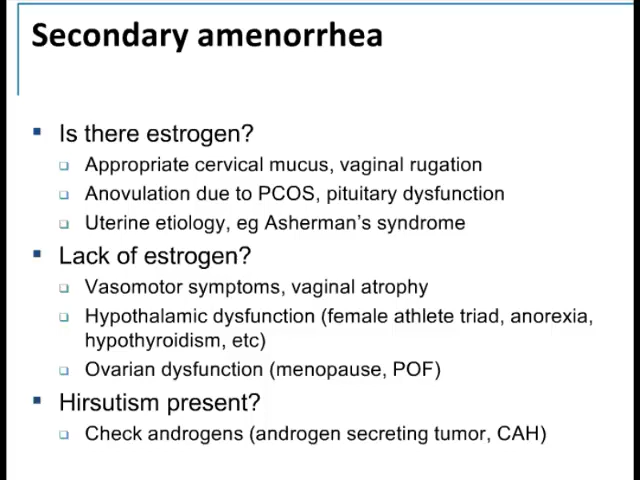 Secondary amenorrhea
Is there estrogen?
Appropriate cervical mucus, vaginal rugation
Anovulation due to PCOS, pituitary dysfunction
Uterine etiology, eg Asherman's syndrome
Lack of estrogen?
Vasomotor symptoms, vaginal atrophy
Hypothalamic dysfunction (female athlete triad, anorexia,
hypothyroidism, etc)
Ovarian dysfunction (menopause, POF)
Hirsutism present?
Check androgens (androgen secreting tumor, CAH)